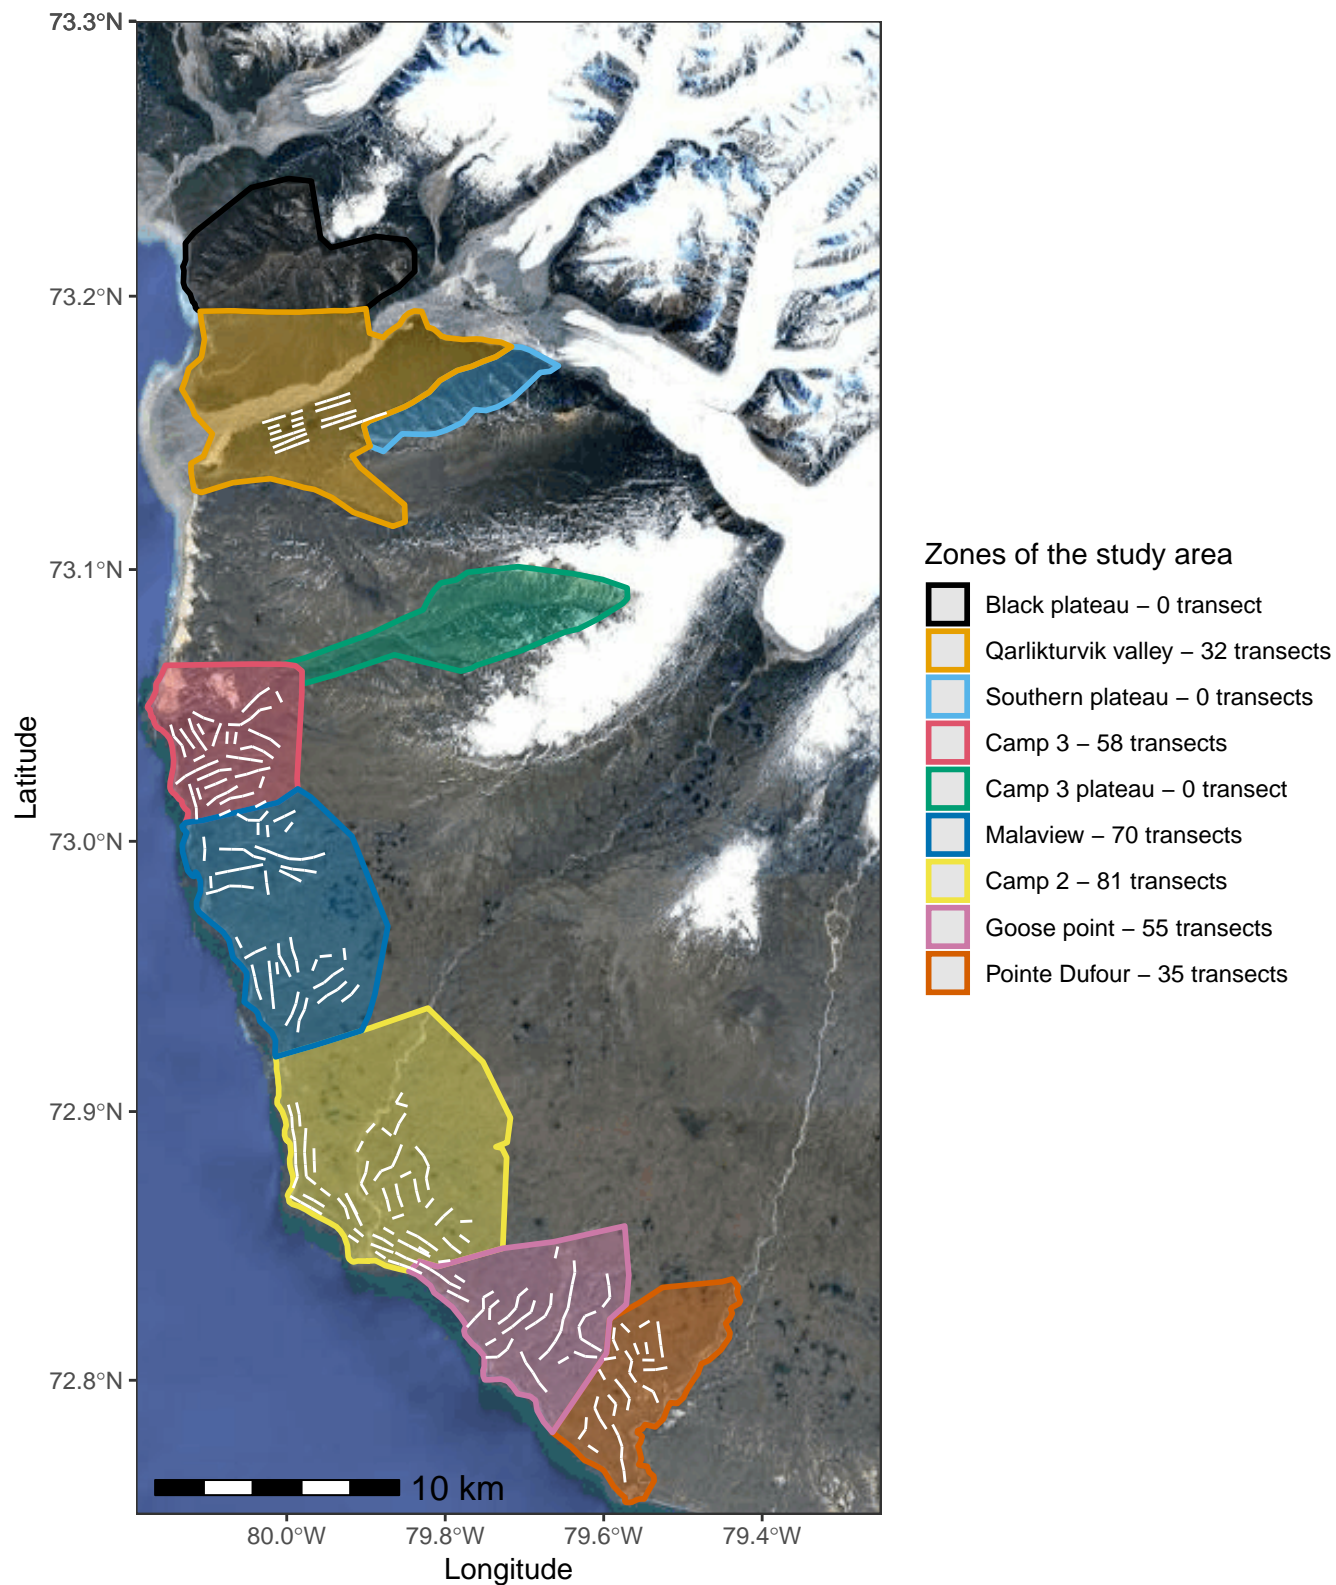 73.3°N
73.2°N
73.1°N
73.0°N
72.9°N
72.8°N
Latitude
10 km
80.0°W 79.8°W 79.6°W 79.4°W
Longitude
Zones of the study area
Black plateau – 0 transect
Qarlikturvik valley – 32 transects
Southern plateau – 0 transects
Camp 3 – 58 transects
Camp 3 plateau – 0 transect
Malaview – 70 transects
Camp 2 – 81 transects
Goose point – 55 transects
Pointe Dufour – 35 transects